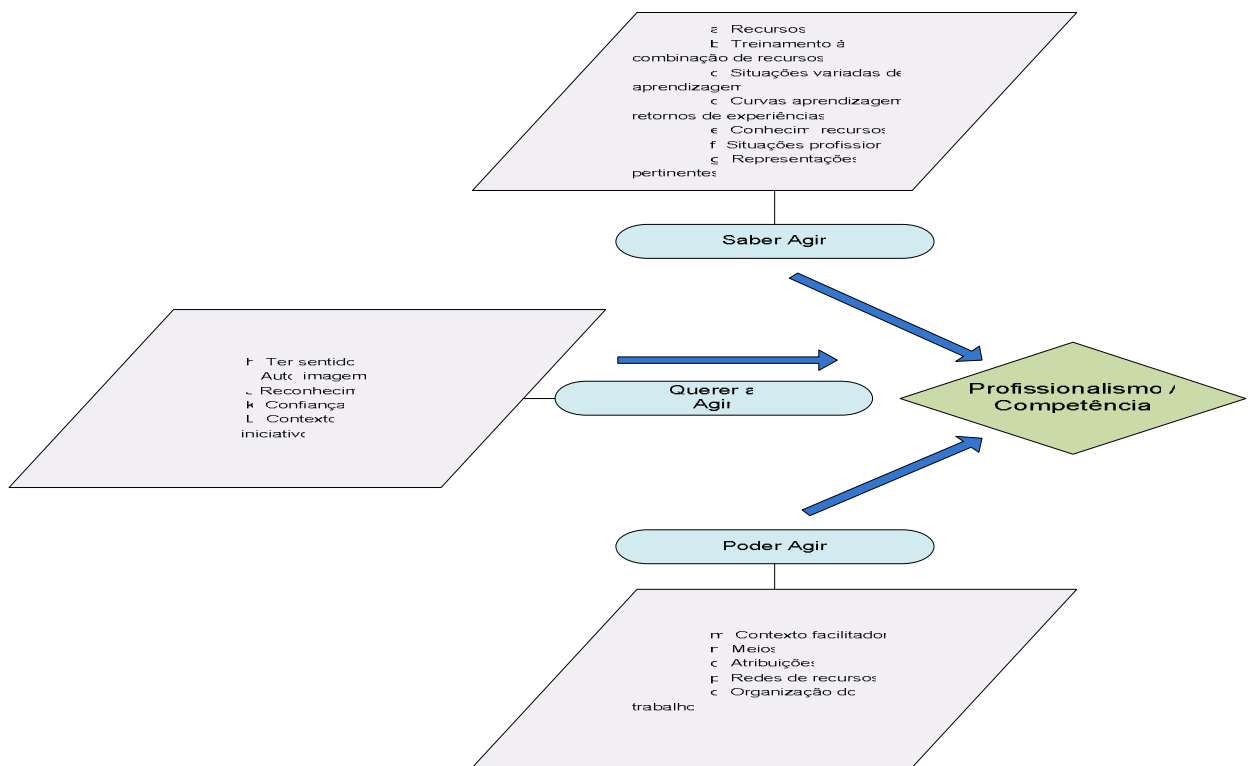 Recursos
Treinamento à
combinação de recursos
Situações variadas de
aprendizagem
Curvas aprendizagem
retornos de experiências
recursos
f Situações
Representações
pertinentes
Saber Agir
Ter sentido
imagem
k Confiança
Contexto
Querer a
Agir
Profissionalismo /
Competência
Poder Agir
Contexto facilitador
Meios
Atribuições
p Redes de recursos
Organização do
trabalho